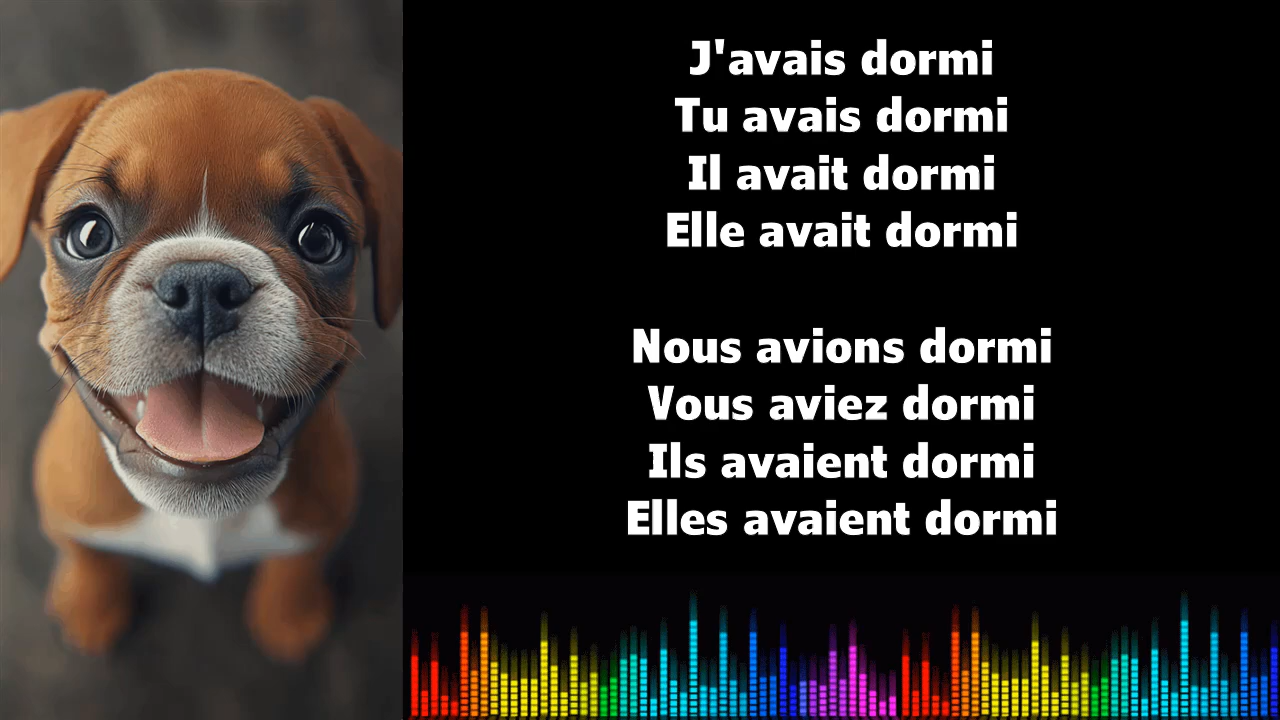 J'avais dormi
Tu avais dormi
Il avait dormi
Elle avait dormi
Nous avions dormi
Vous aviez dormi
Ils avaient dormi
Elles avaient dormi